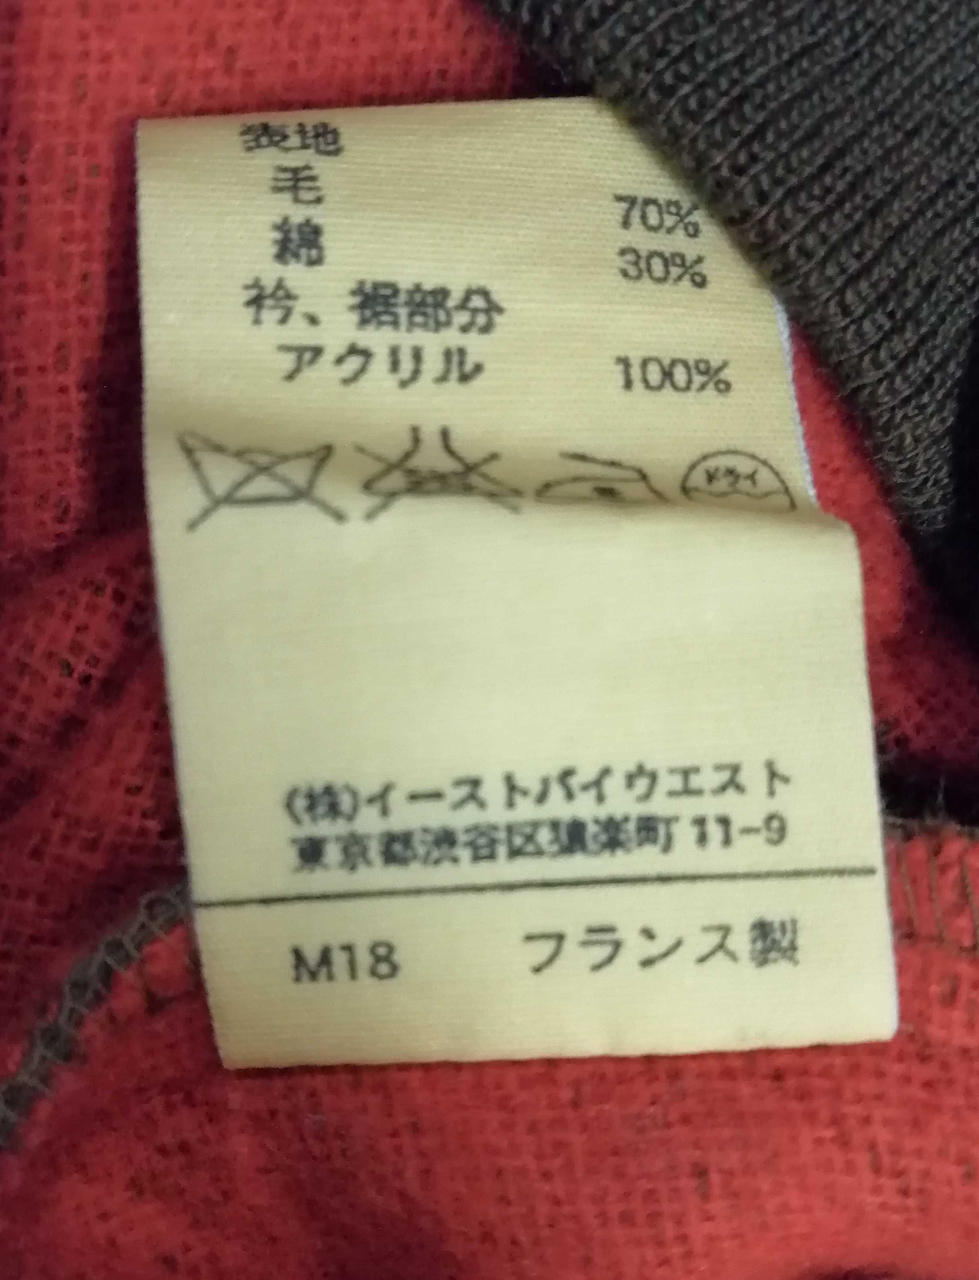 表地
毛 70%
綿 30%
衿、裾部分
アクリル 100%
ドライ
(株)イーストバイウエスト
東京都渋谷区猿楽町11-9
M18 フランス製